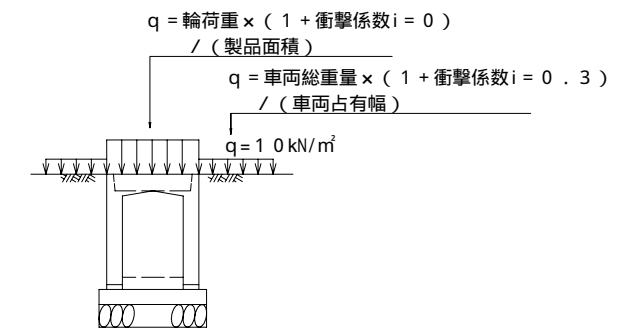 q＝輪荷重×（1＋衝撃係数i＝0）
／（製品面積）
q＝車両総重量×（1＋衝撃係数i＝0．3）
／（車両占有幅）
q=10kN/㎡